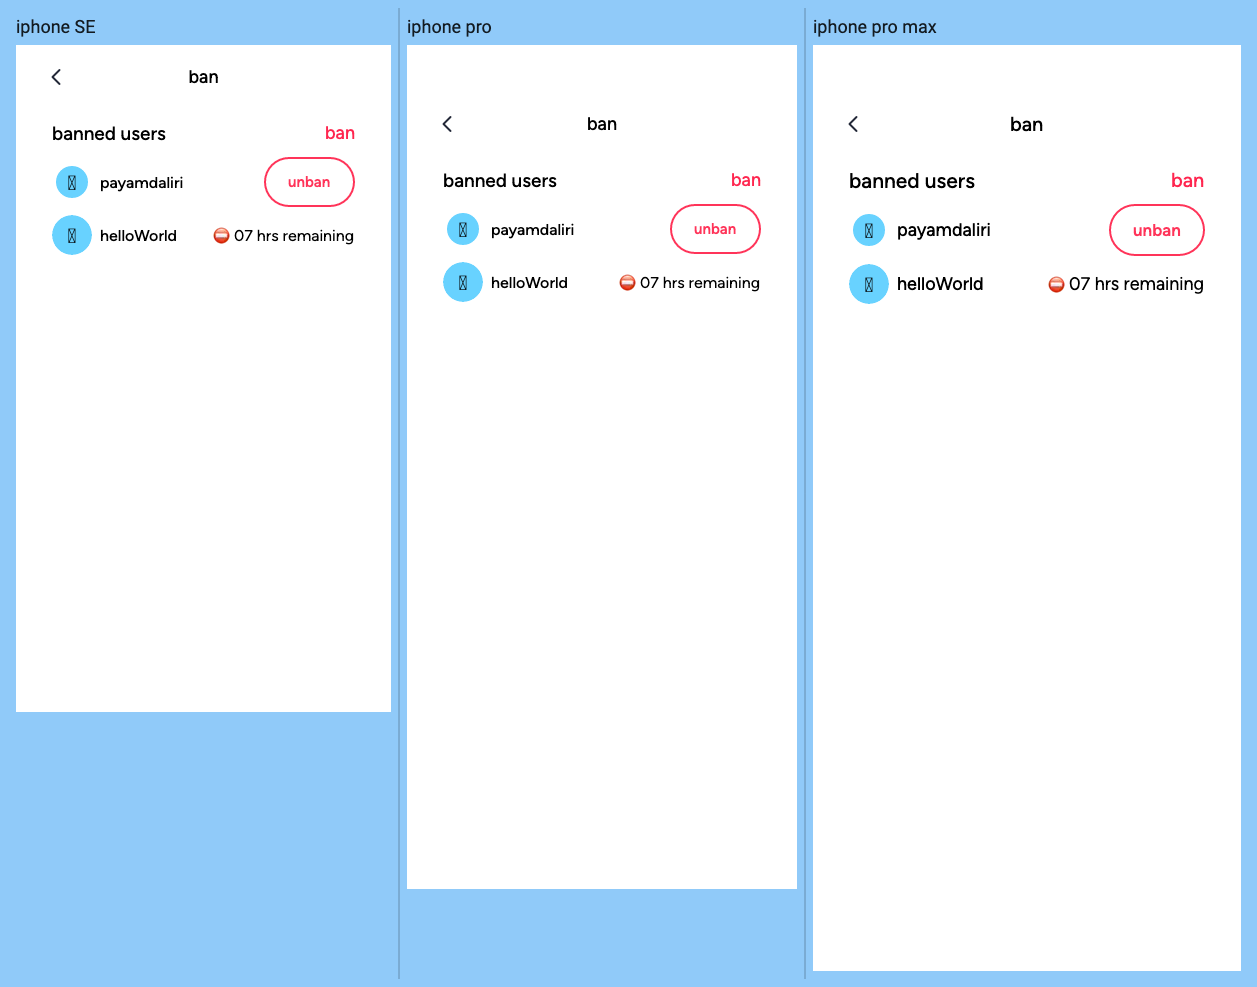 iphone SE
ban
banned users ban
payamdaliri unban
helloWorld ⛔ 07 hrs remaining
iphone pro
ban
banned users ban
payamdaliri unban
helloWorld ⛔ 07 hrs remaining
iphone pro max
ban
banned users ban
payamdaliri unban
helloWorld ⛔ 07 hrs remaining